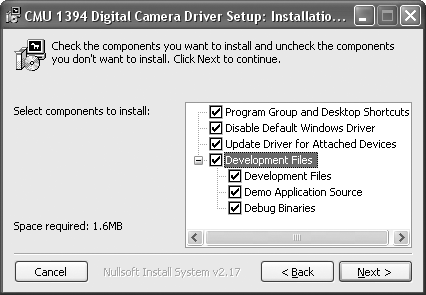 CMU 1394 Digital Camera Driver Setup: Installatio...
Check the components you want to install and uncheck the components
you don't want to install. Click Next to continue.
Select components to install:
Program Group and Desktop Shortcuts
Disable Default Windows Driver
Update Driver for Attached Devices
Development Files
Development Files
Demo Application Source
Debug Binaries
Space required: 1.6MB
Cancel
Nullsoft Install System v2.17
< Back
Next >